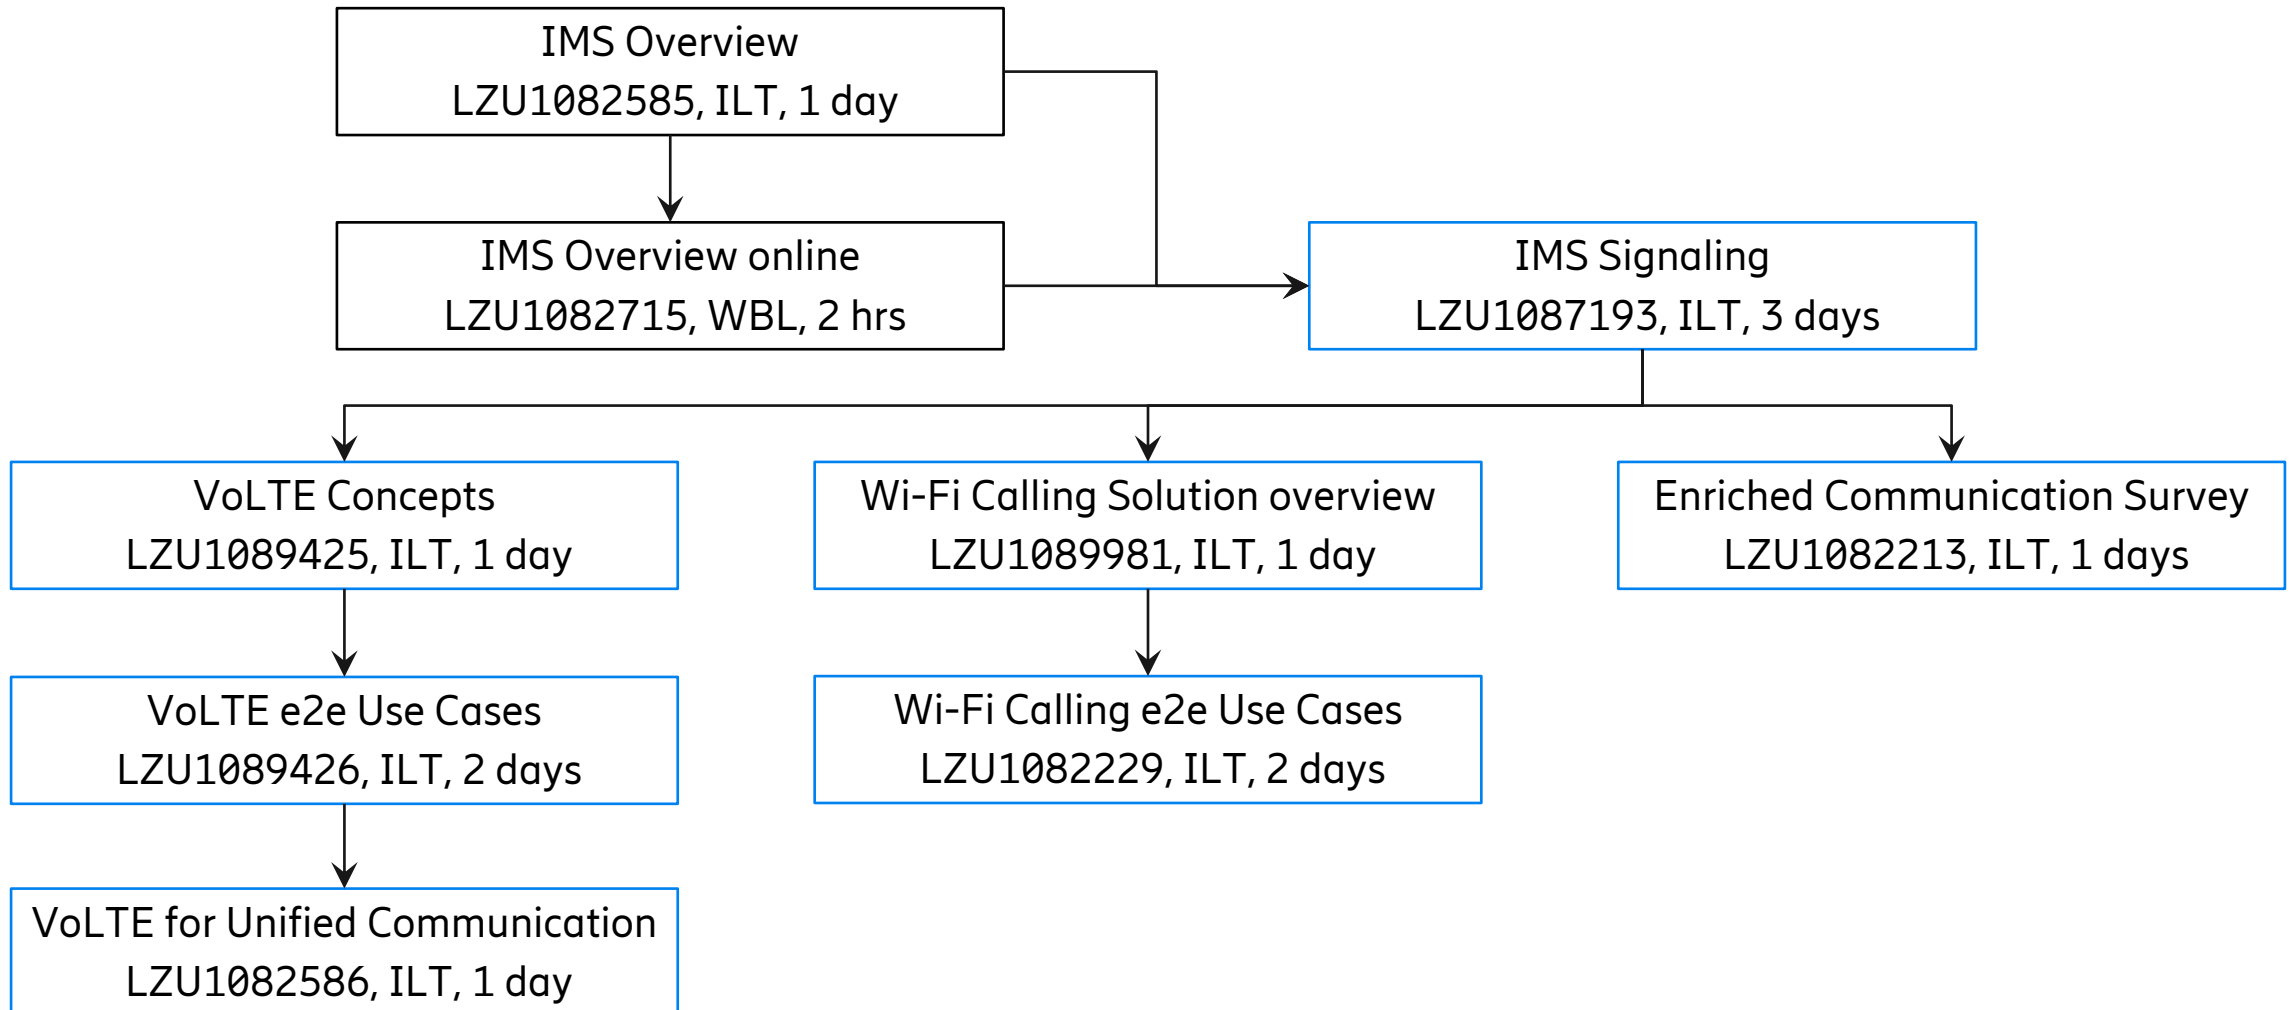 IMS Overview
LZU1082585, ILT, 1 day
IMS Overview online
LZU1082715, WBL, 2 hrs
IMS Signaling
LZU1087193, ILT, 3 days
VoLTE Concepts
LZU1089425, ILT, 1 day
Wi-Fi Calling Solution overview
LZU1089981, ILT, 1 day
Enriched Communication Survey
LZU1082213, ILT, 1 days
VoLTE e2e Use Cases
LZU1089426, ILT, 2 days
Wi-Fi Calling e2e Use Cases
LZU1082229, ILT, 2 days
VoLTE for Unified Communication
LZU1082586, ILT, 1 day